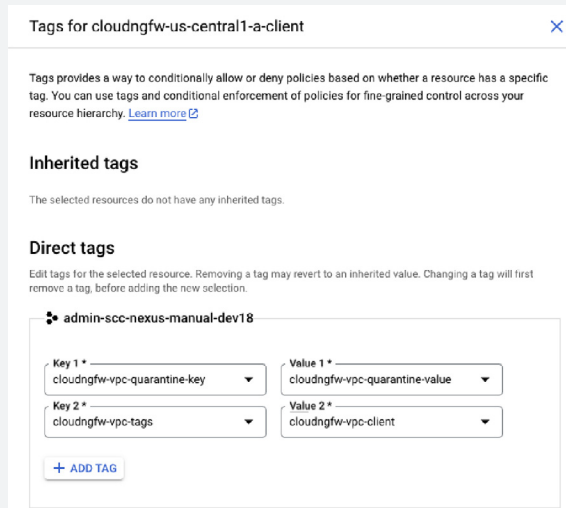 Tags for cloudngfw-us-central1-a-client
Tags provides a way to conditionally allow or deny policies based on whether a resource has a specific
tag. You can use tags and conditional enforcement of policies for fine-grained control across your
resource hierarchy. Learn more
Inherited tags
The selected resources do not have any inherited tags.
Direct tags
Edit tags for the selected resource. Removing a tag may revert to an inherited value. Changing a tag will first
remove a tag, before adding the new selection.
admin-scc-nexus-manual-dev18
Key 1 * Value 1 *
cloudngfw-vpc-quarantine-key cloudngfw-vpc-quarantine-value
Key 2 * Value 2 *
cloudngfw-vpc-tags cloudngfw-vpc-client
+ ADD TAG